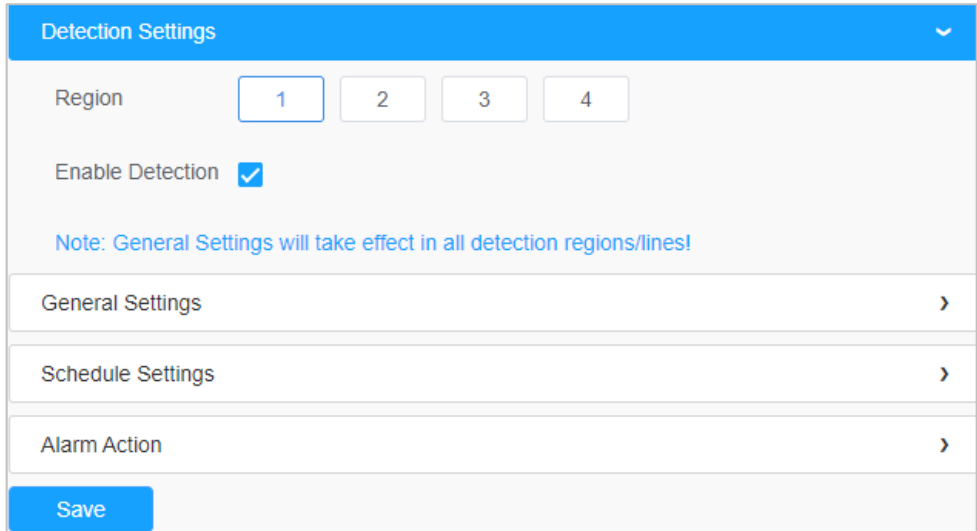 Detection Settings
Region 1 2 3 4
Enable Detection
Note: General Settings will take effect in all detection regions/lines!
General Settings
Schedule Settings
Alarm Action
Save